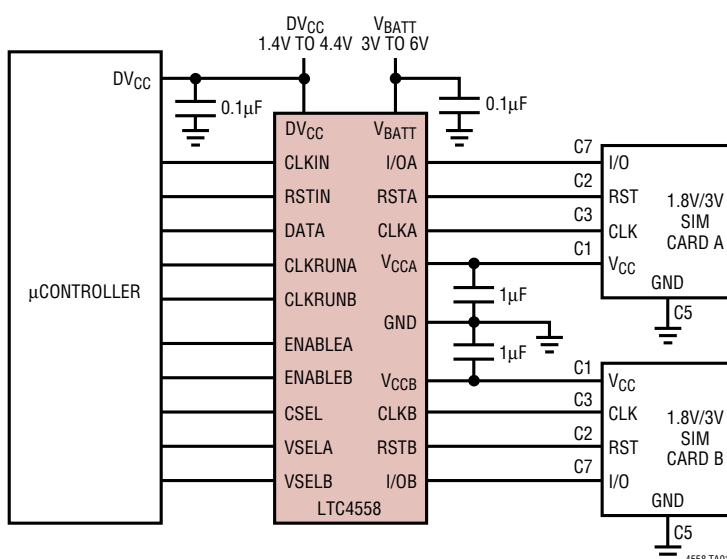 DVCC
1.4V TO 4.4V
VBATT
3V TO 6V
DVCC
0.1µF
0.1µF
µCONTROLLER
DVCC
CLKIN
RSTIN
DATA
CLKRUNA
CLKRUNB
ENABLEA
ENABLEB
CSEL
VSELA
VSELB
VBATT
I/OA
RSTA
CLKA
VCCA
GND
VCCB
CLKB
RSTB
I/OB
LTC4558
1µF
1µF
C7
C2
C3
C1
I/O
RST
CLK
VCC
1.8V/3V
SIM
CARD A
GND
C5
C1
C3
C2
C7
VCC
CLK
RST
I/O
1.8V/3V
SIM
CARD B
GND
C5